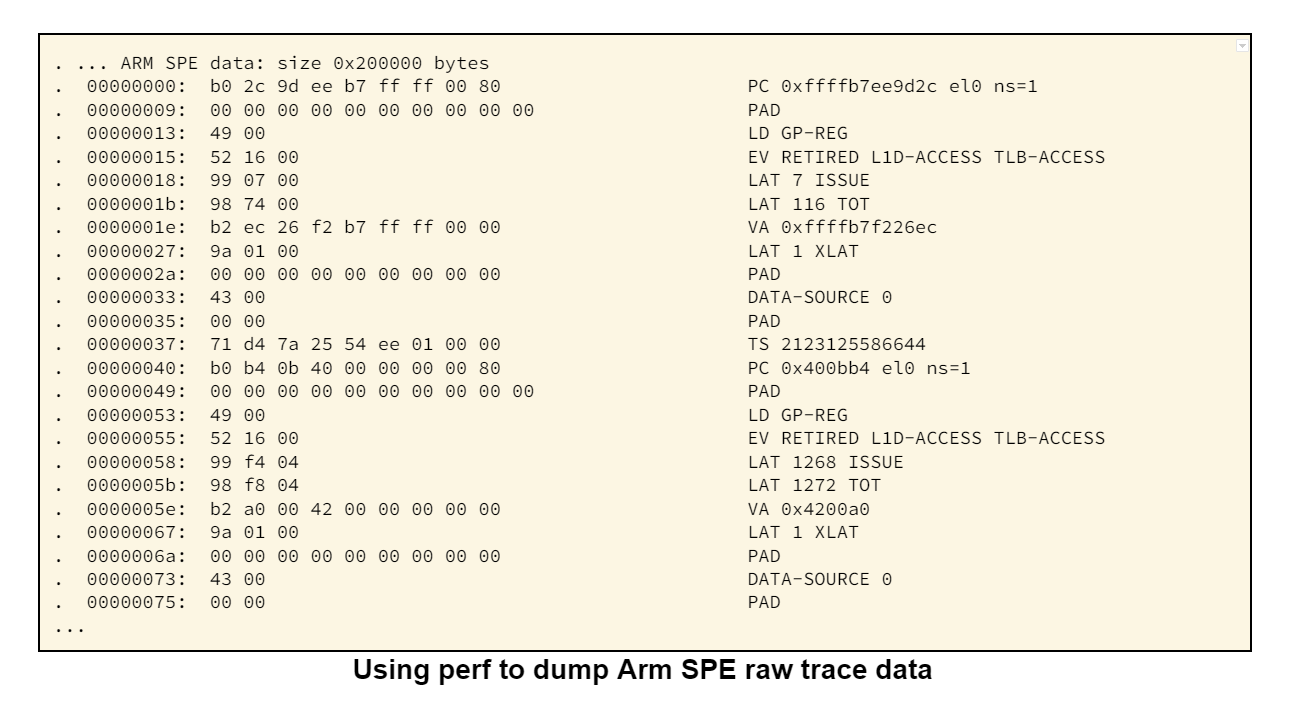 . ... ARM SPE data: size 0x200000 bytes
. 00000000: b0 2c 9d ee b7 ff ff 00 80 PC 0xffffb7ee9d2c el0 ns=1
. 00000009: 00 00 00 00 00 00 00 00 00 00 PAD
. 00000013: 49 00 LD GP-REG
. 00000015: 52 16 00 EV RETIRED L1D-ACCESS TLB-ACCESS
. 00000018: 99 07 00 LAT 7 ISSUE
. 0000001b: 98 74 00 LAT 116 TOT
. 0000001e: b2 ec 26 f2 b7 ff ff 00 00 VA 0xffffb7f226ec
. 00000027: 9a 01 00 LAT 1 XLAT
. 0000002a: 00 00 00 00 00 00 00 00 00 PAD
. 00000033: 43 00 DATA-SOURCE 0
. 00000035: 00 00 PAD
. 00000037: 71 d4 7a 25 54 ee 01 00 00 TS 2123125586644
. 00000040: b0 b4 0b 40 00 00 00 00 80 PC 0x400bb4 el0 ns=1
. 00000049: 00 00 00 00 00 00 00 00 00 00 PAD
. 00000053: 49 00 LD GP-REG
. 00000055: 52 16 00 EV RETIRED L1D-ACCESS TLB-ACCESS
. 00000058: 99 f4 04 LAT 1268 ISSUE
. 0000005b: 98 f8 04 LAT 1272 TOT
. 0000005e: b2 a0 00 42 00 00 00 00 00 VA 0x4200a0
. 00000067: 9a 01 00 LAT 1 XLAT
. 0000006a: 00 00 00 00 00 00 00 00 00 PAD
. 00000073: 43 00 DATA-SOURCE 0
. 00000075: 00 00 PAD
...
Using perf to dump Arm SPE raw trace data